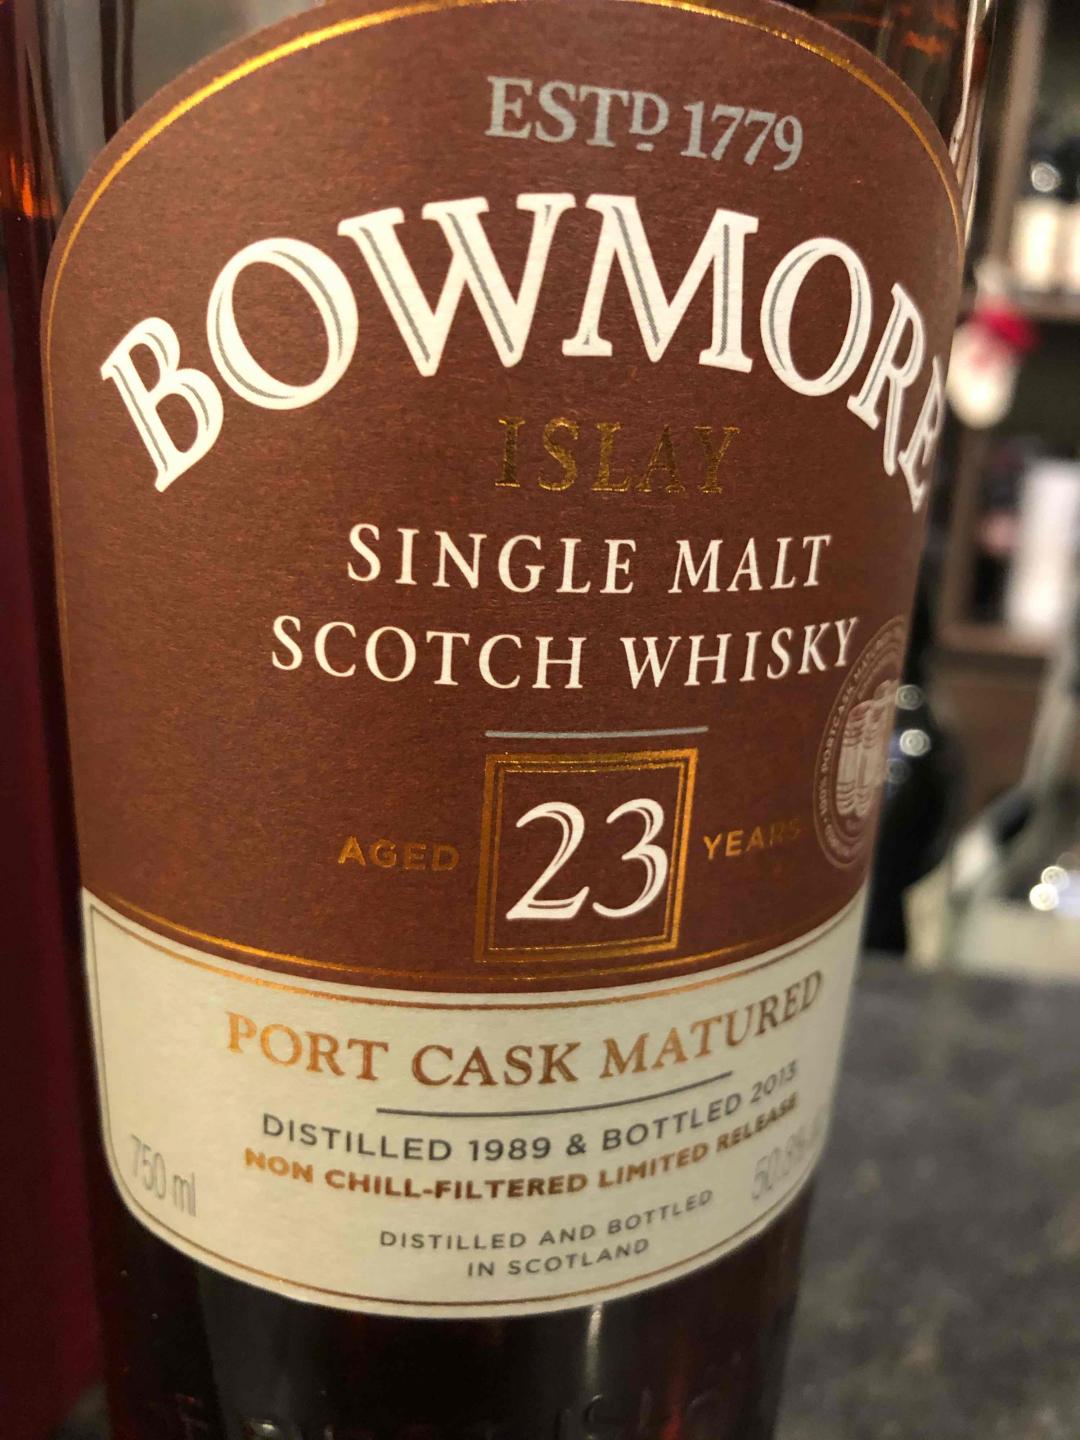 ESTD 1779
BOWMORE
ISLAY
SINGLE MALT
SCOTCH WHISKY
AGED 23 YEARS
PORT CASK MATURED
DISTILLED 1989 & BOTTLED 2013
NON CHILL-FILTERED LIMITED RELEASE
750 ml
DISTILLED AND BOTTLED
IN SCOTLAND